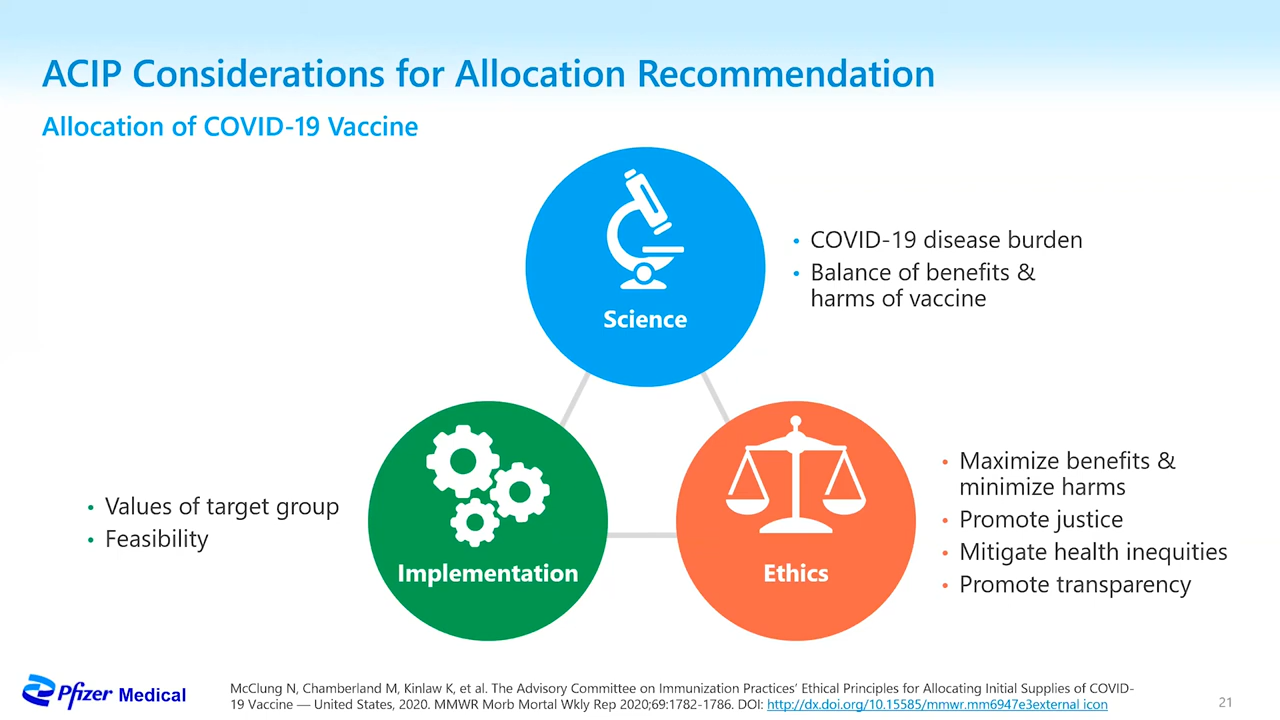 ACIP Considerations for Allocation Recommendation
Allocation of COVID-19 Vaccine
Science
• COVID-19 disease burden
• Balance of benefits &
harms of vaccine
• Values of target group
• Feasibility
Implementation
Ethics
• Maximize benefits &
minimize harms
• Promote justice
• Mitigate health inequities
• Promote transparency
Pfizer Medical
McClung N, Chamberland M, Kinlaw K, et al. The Advisory Committee on Immunization Practices' Ethical Principles for Allocating Initial Supplies of COVID-
19 Vaccine — United States, 2020. MMWR Morb Mortal Wkly Rep 2020;69:1782-1786. DOI: http://dx.doi.org/10.15585/mmwr.mm6947e3external icon
21